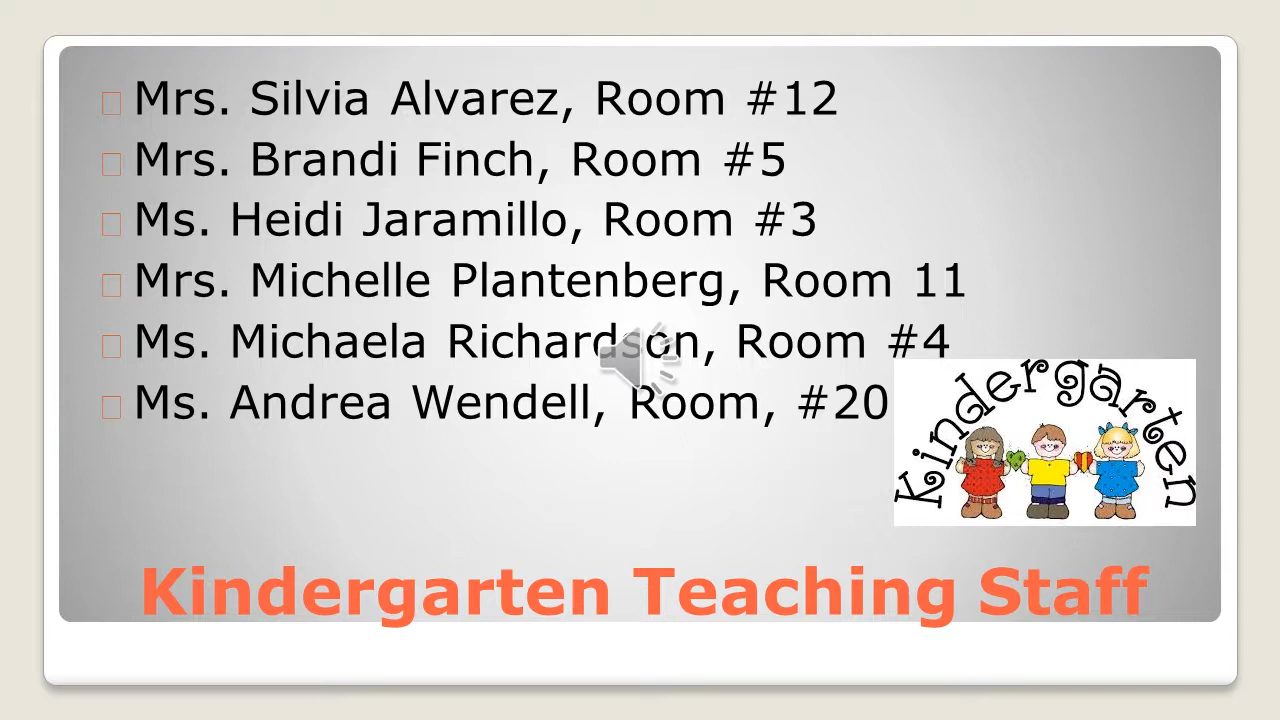 Mrs. Silvia Alvarez, Room #12
Mrs. Brandi Finch, Room #5
Ms. Heidi Jaramillo, Room #3
Mrs. Michelle Plantenberg, Room 11
Ms. Michaela Richardson, Room #4
Ms. Andrea Wendell, Room, #20
Kindergarten
Kindergarten Teaching Staff